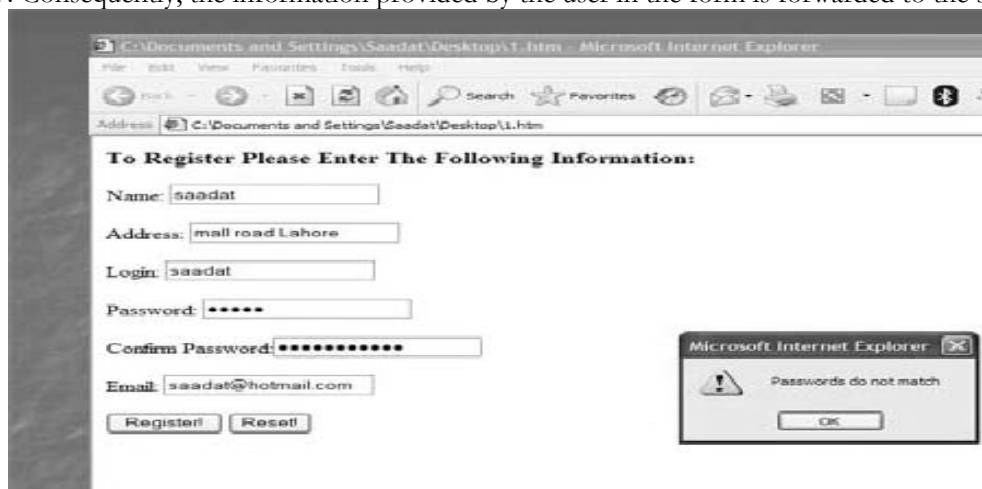 Consequently, the information provided by the user in the form is forwarded to the s
C:\Documents and Settings\Saadat\Desktop\1.htm - Microsoft Internet Explorer
File Edit View Favorites Tools Help
Back Search Favorites
Address C:\Documents and Settings\Saadat\Desktop\1.htm
To Register Please Enter The Following Information:
Name: saadat
Address: mall road Lahore
Login: saadat
Password: •••••
Confirm Password: •••••••••••
Email: saadat@hotmail.com
Register! Reset!
Microsoft Internet Explorer
Passwords do not match
OK